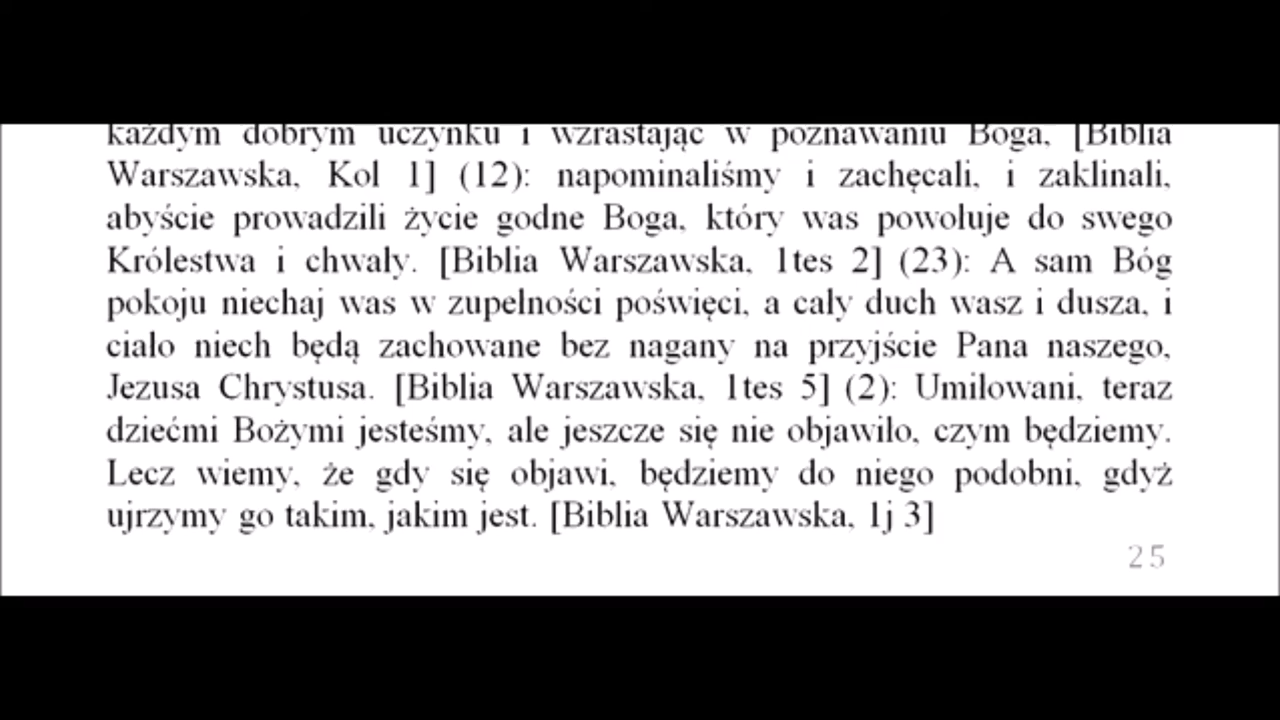 każdym dobrym uczynku i wzrastając w poznawaniu Boga, [Biblia
Warszawska, Kol 1] (12): napominaliśmy i zachęcali, i zaklinali,
abyście prowadzili życie godne Boga, który was powołuje do swego
Królestwa i chwały. [Biblia Warszawska, 1tes 2] (23): A sam Bóg
pokoju niechaj was w zupełności poświęci, a cały duch wasz i dusza, i
ciało niech będą zachowane bez nagany na przyjście Pana naszego,
Jezusa Chrystusa. [Biblia Warszawska, 1tes 5] (2): Umiłowani, teraz
dziećmi Bożymi jesteśmy, ale jeszcze się nie objawiło, czym będziemy.
Lecz wiemy, że gdy się objawi, będziemy do niego podobni, gdyż
ujrzymy go takim, jakim jest. [Biblia Warszawska, 1j 3]
25